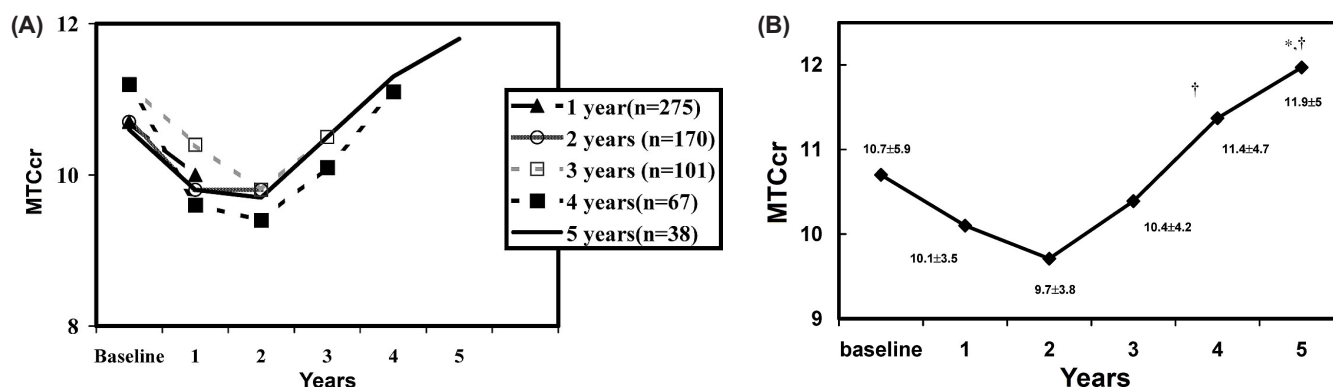 (A)
12
10
8
MTCcr
Baseline 1 2 3 4 5
Years
1 year(n=275)
2 years (n=170)
3 years (n=101)
4 years(n=67)
5 years(n=38)
(B)
12
11
10
9
MTCcr
10.7±5.9
10.1±3.5
9.7±3.8
10.4±4.2
†
11.4±4.7
*,†
11.9±5
baseline 1 2 3 4 5
Years